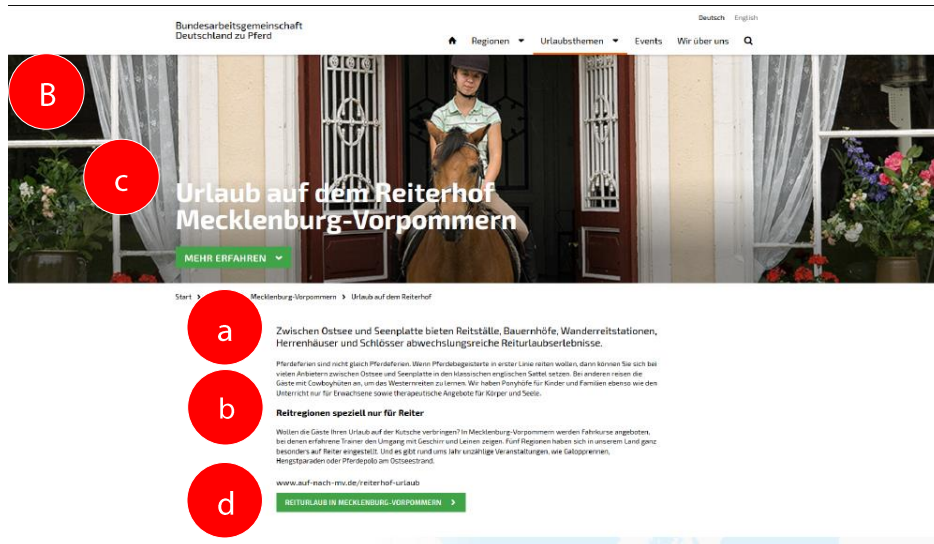 Deutsch English
Bundesarbeitsgemeinschaft
Deutschland zu Pferd
Regionen Urlaubsthemen Events Wir über uns
B
c
Urlaub auf dem Reiterhof
Mecklenburg-Vorpommern
MEHR ERFAHREN
Start > Mecklenburg-Vorpommern > Urlaub auf dem Reiterhof
a
Zwischen Ostsee und Seenplatte bieten Reitställe, Bauernhöfe, Wanderreitstationen,
Herrenhäuser und Schlösser abwechslungsreiche Reiturlaubserlebnisse.
Pferdeferien sind nicht gleich Pferdeferien. Wenn Pferdebegeisterte in erster Linie reiten wollen, dann können Sie sich bei
vielen Anbietern zwischen Ostsee und Seenplatte in den klassischen englischen Sattel setzen. Bei anderen reisen die
Gäste mit Cowboyhüten an, um das Westernreiten zu lernen. Wir haben Ponyhöfe für Kinder und Familien ebenso wie den
Unterricht nur für Erwachsene sowie therapeutische Angebote für Körper und Seele.
b
Reitregionen speziell nur für Reiter
Wollen die Gäste Ihren Urlaub auf der Kutsche verbringen? In Mecklenburg-Vorpommern werden Fahrkurse angeboten,
bei denen erfahrene Trainer den Umgang mit Geschirr und Leinen zeigen. Fünf Regionen haben sich in unserem Land ganz
besonders auf Reiter eingestellt. Und es gibt rund ums Jahr unzählige Veranstaltungen, wie Galopprennen,
Hengstparaden oder Pferdepolo am Ostseestrand.
www.auf-nach-mv.de/reiterhof-urlaub
d
REITURLAUB IN MECKLENBURG-VORPOMMERN >